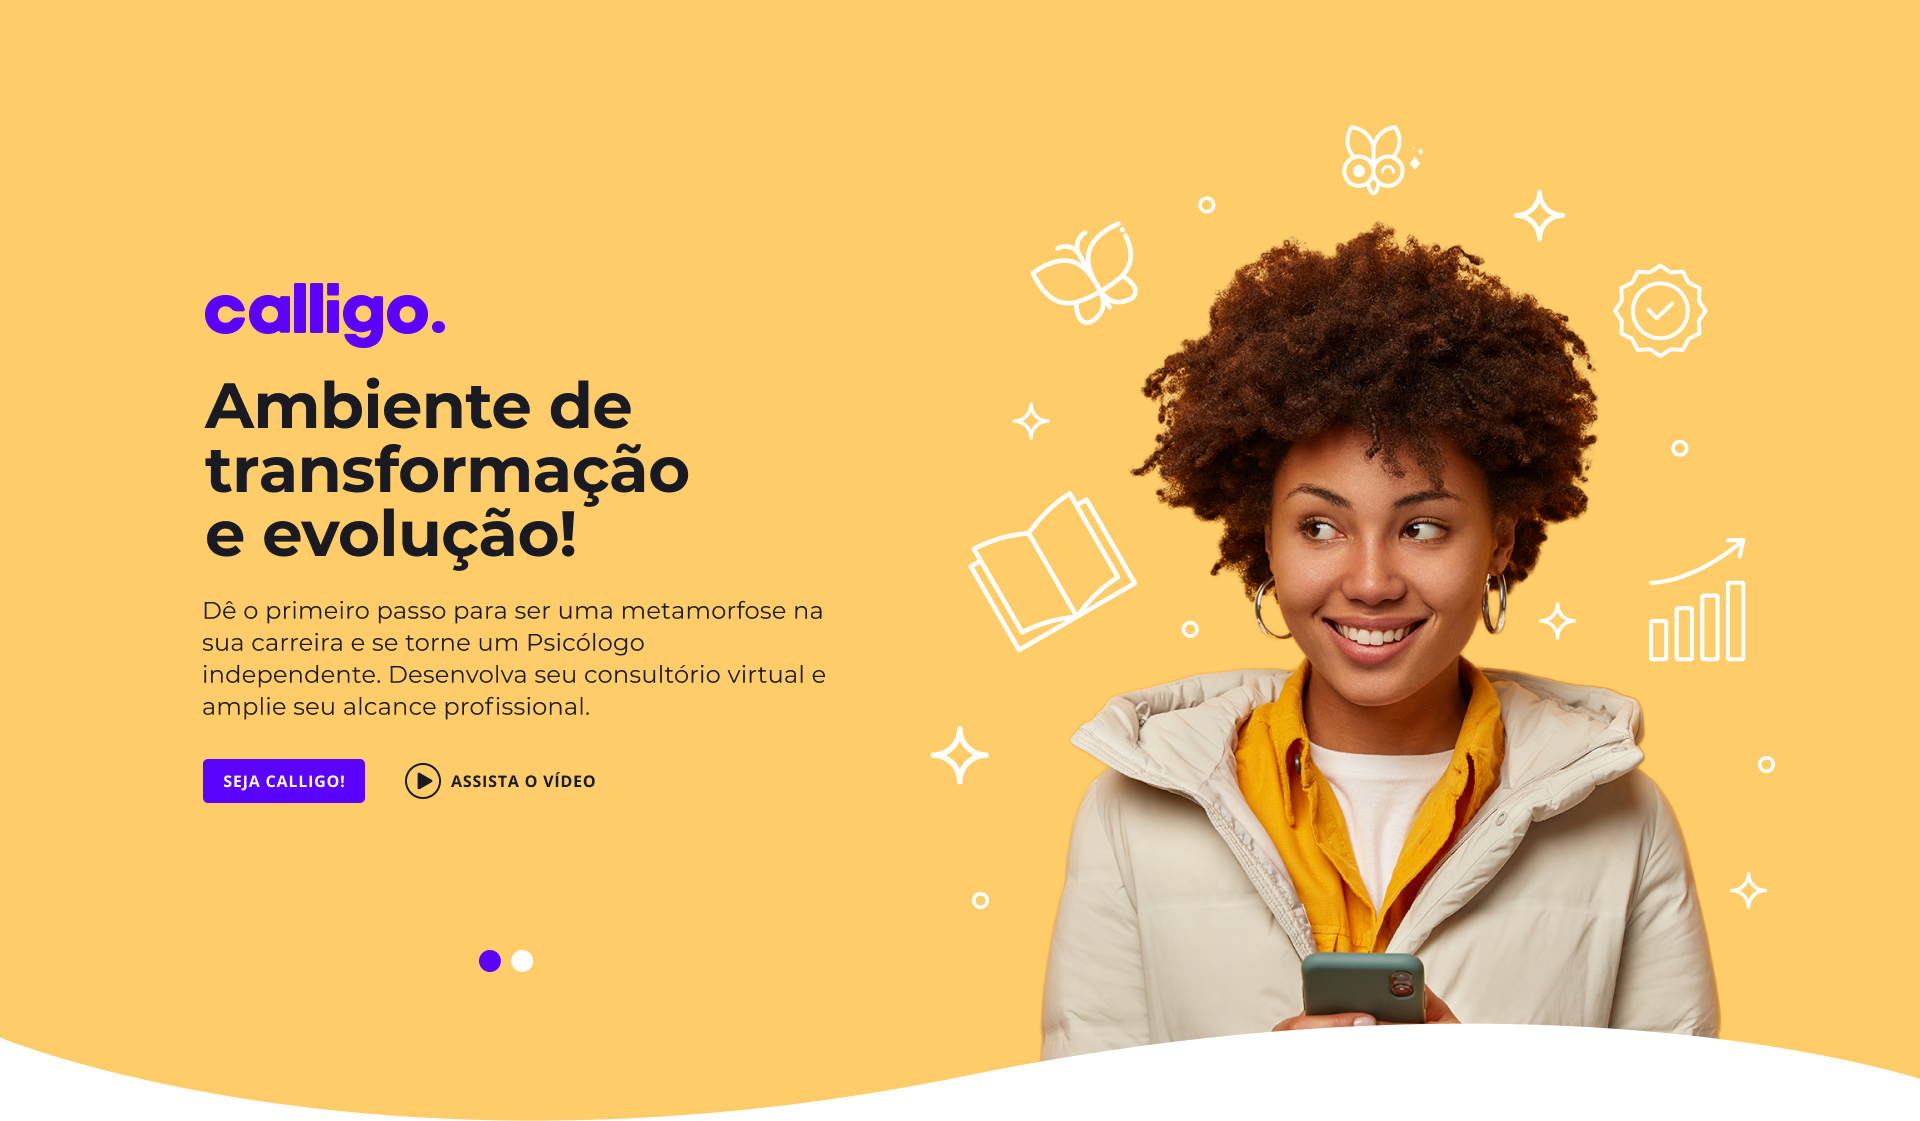 calligo.
Ambiente de
transformação
e evolução!
Dê o primeiro passo para ser uma metamorfose na
sua carreira e se torne um Psicólogo
independente. Desenvolva seu consultório virtual e
amplie seu alcance profissional.
SEJA CALLIGO!
ASSISTA O VÍDEO